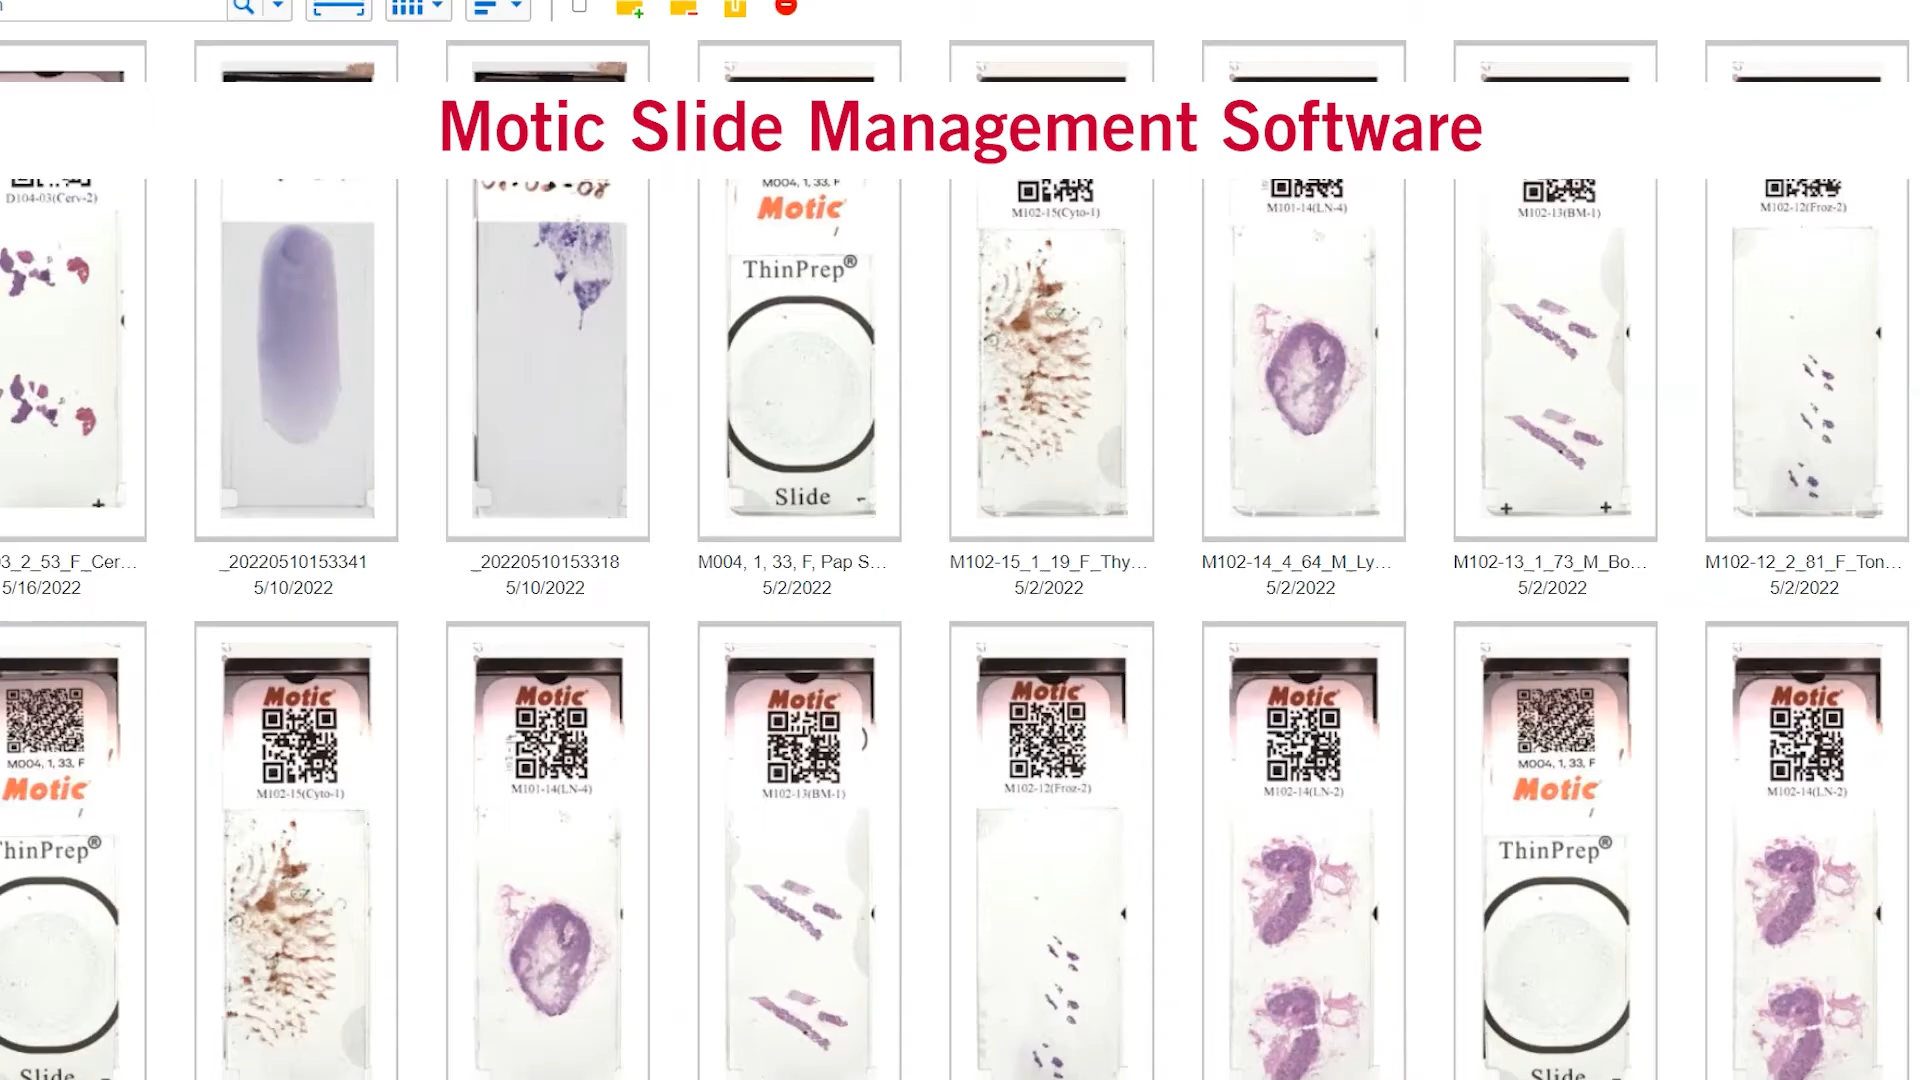 Motic Slide Management Software
D104-03(Cerv-2)
M004, 1, 33, F
Motic
ThinPrep®
Slide
M102-15(Cyto-1)
M101-14(LN-4)
M102-13(BM-1)
M102-12(Froz-2)
03_2_53_F_Cer...
5/16/2022
_20220510153341
5/10/2022
_20220510153318
5/10/2022
M004, 1, 33, F, Pap S...
5/2/2022
M102-15_1_19_F_Thy...
5/2/2022
M102-14_4_64_M_Ly...
5/2/2022
M102-13_1_73_M_Bo...
5/2/2022
M102-12_2_81_F_Ton...
5/2/2022
M004, 1, 33, F
Motic
ThinPrep®
Slide
Motic
M102-15(Cyto-1)
Motic
M101-14(LN-4)
Motic
M102-13(BM-1)
Motic
M102-12(Froz-2)
Motic
M102-14(LN-2)
M004, 1, 33, F
Motic
ThinPrep®
Slide
Motic
M102-14(LN-2)